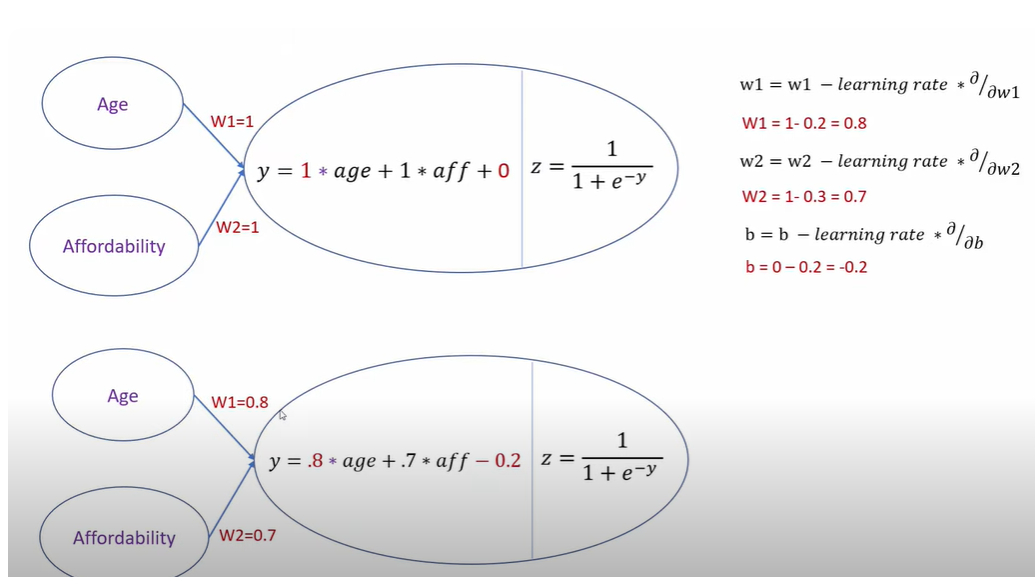 Age
W1=1
y = 1 * age + 1 * aff + 0
z = 1 / 1 + e^−y
Affordability
W2=1
w1 = w1 − learning rate * ∂/∂w1
W1 = 1- 0.2 = 0.8
w2 = w2 − learning rate * ∂/∂w2
W2 = 1- 0.3 = 0.7
b = b − learning rate * ∂/∂b
b = 0 – 0.2 = -0.2
Age
W1=0.8
y = .8 * age + .7 * aff − 0.2
z = 1 / 1 + e^−y
Affordability
W2=0.7